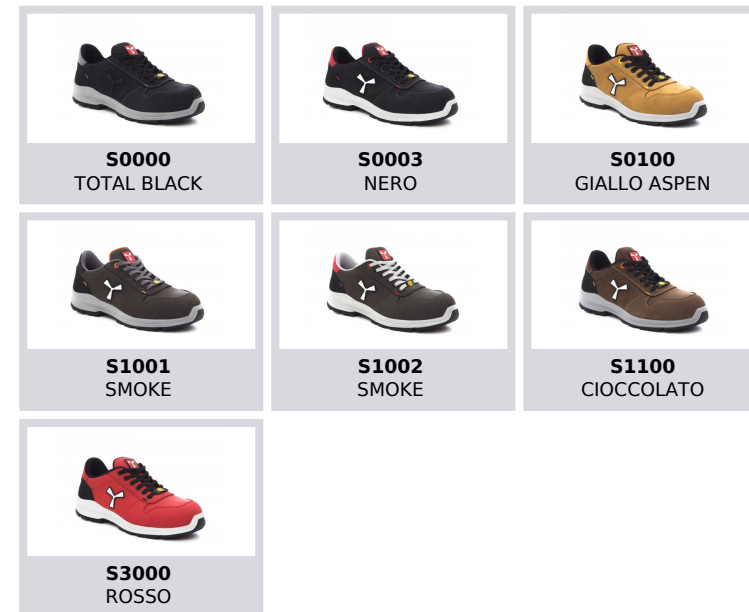 S0000
TOTAL BLACK
S0003
NERO
S0100
GIALLO ASPEN
S1001
SMOKE
S1002
SMOKE
S1100
CIOCCOLATO
S3000
ROSSO